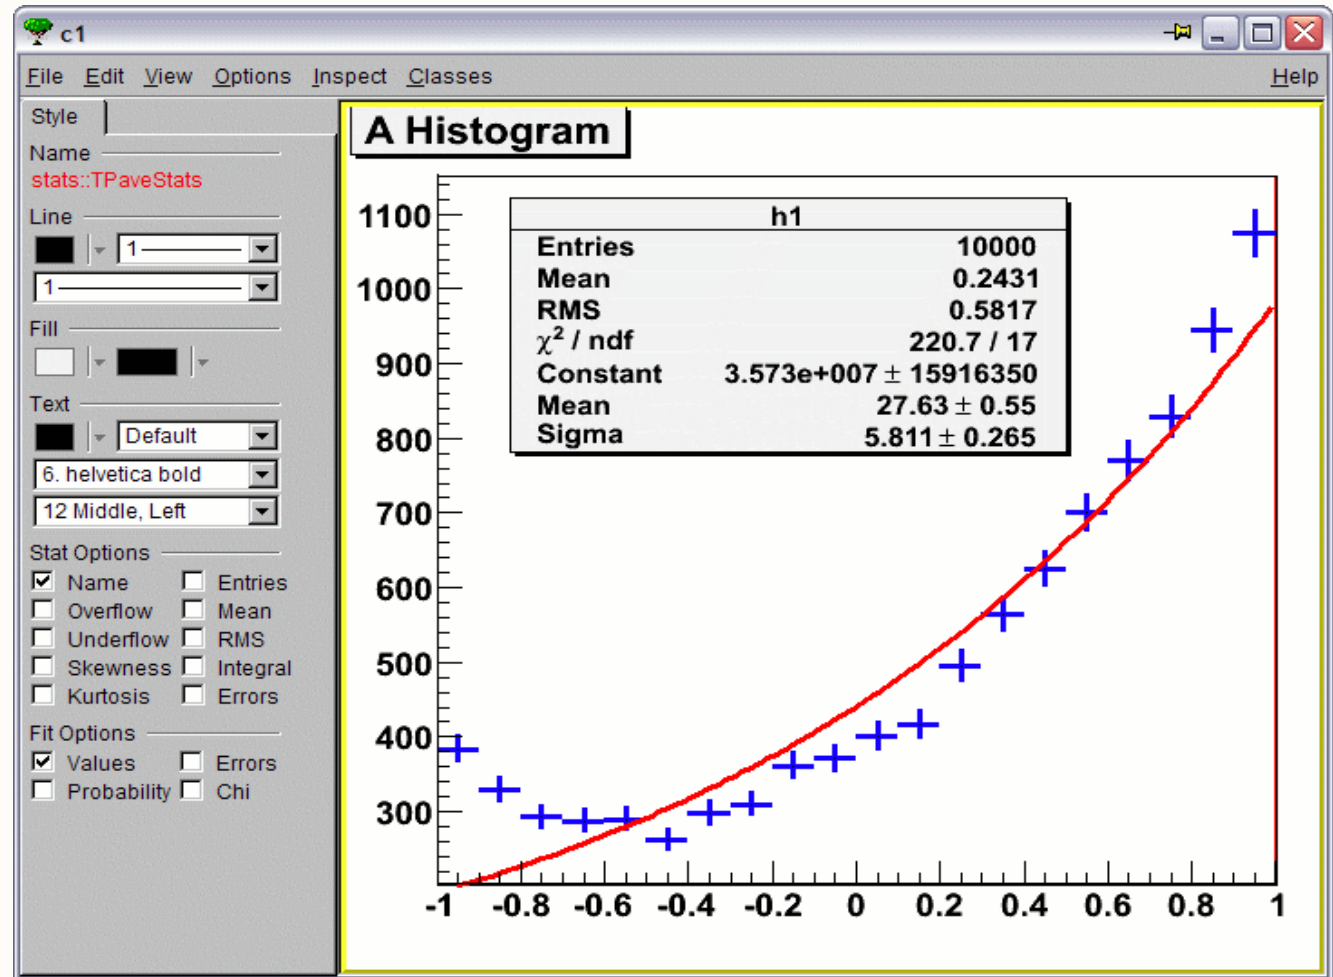 c1
File Edit View Options Inspect Classes Help
Style
Name
stats::TPaveStats
Line
1
1
Fill
Text
Default
6. helvetica bold
12 Middle, Left
Stat Options
Name Entries
Overflow Mean
Underflow RMS
Skewness Integral
Kurtosis Errors
Fit Options
Values Errors
Probability Chi
A Histogram
h1
Entries 10000
Mean 0.2431
RMS 0.5817
χ² / ndf 220.7 / 17
Constant 3.573e+007 ± 15916350
Mean 27.63 ± 0.55
Sigma 5.811 ± 0.265
1100
1000
900
800
700
600
500
400
300
-1 -0.8 -0.6 -0.4 -0.2 0 0.2 0.4 0.6 0.8 1